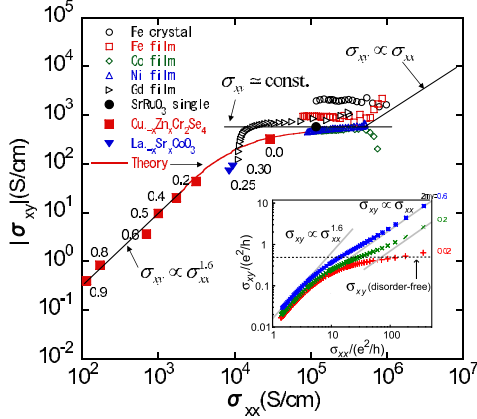 10^5
10^4
10^3
10^2
10^1
10^0
10^-1
10^-2
|σxy|(S/cm)
Fe crystal
Fe film
Co film
Ni film
Gd film
SrRuO3 single
Cu1-xZnxCr2Se4
La1-xSrxCoO3
Theory
σxy ∝ σxx
σxy ≃ const.
0.0
0.30
0.25
0.2
0.4
0.5
0.6
0.8
0.9
σxy ∝ σxx^1.6
σxy/(e²/h)
10
1
0.1
0.01
σxy ∝ σxx
σxy ∝ σxx^1.6
0.6
0.2
0.02
σxy (disorder-free)
1 10 100
σxx/(e²/h)
10^2 10^3 10^4 10^5 10^6 10^7
σxx(S/cm)